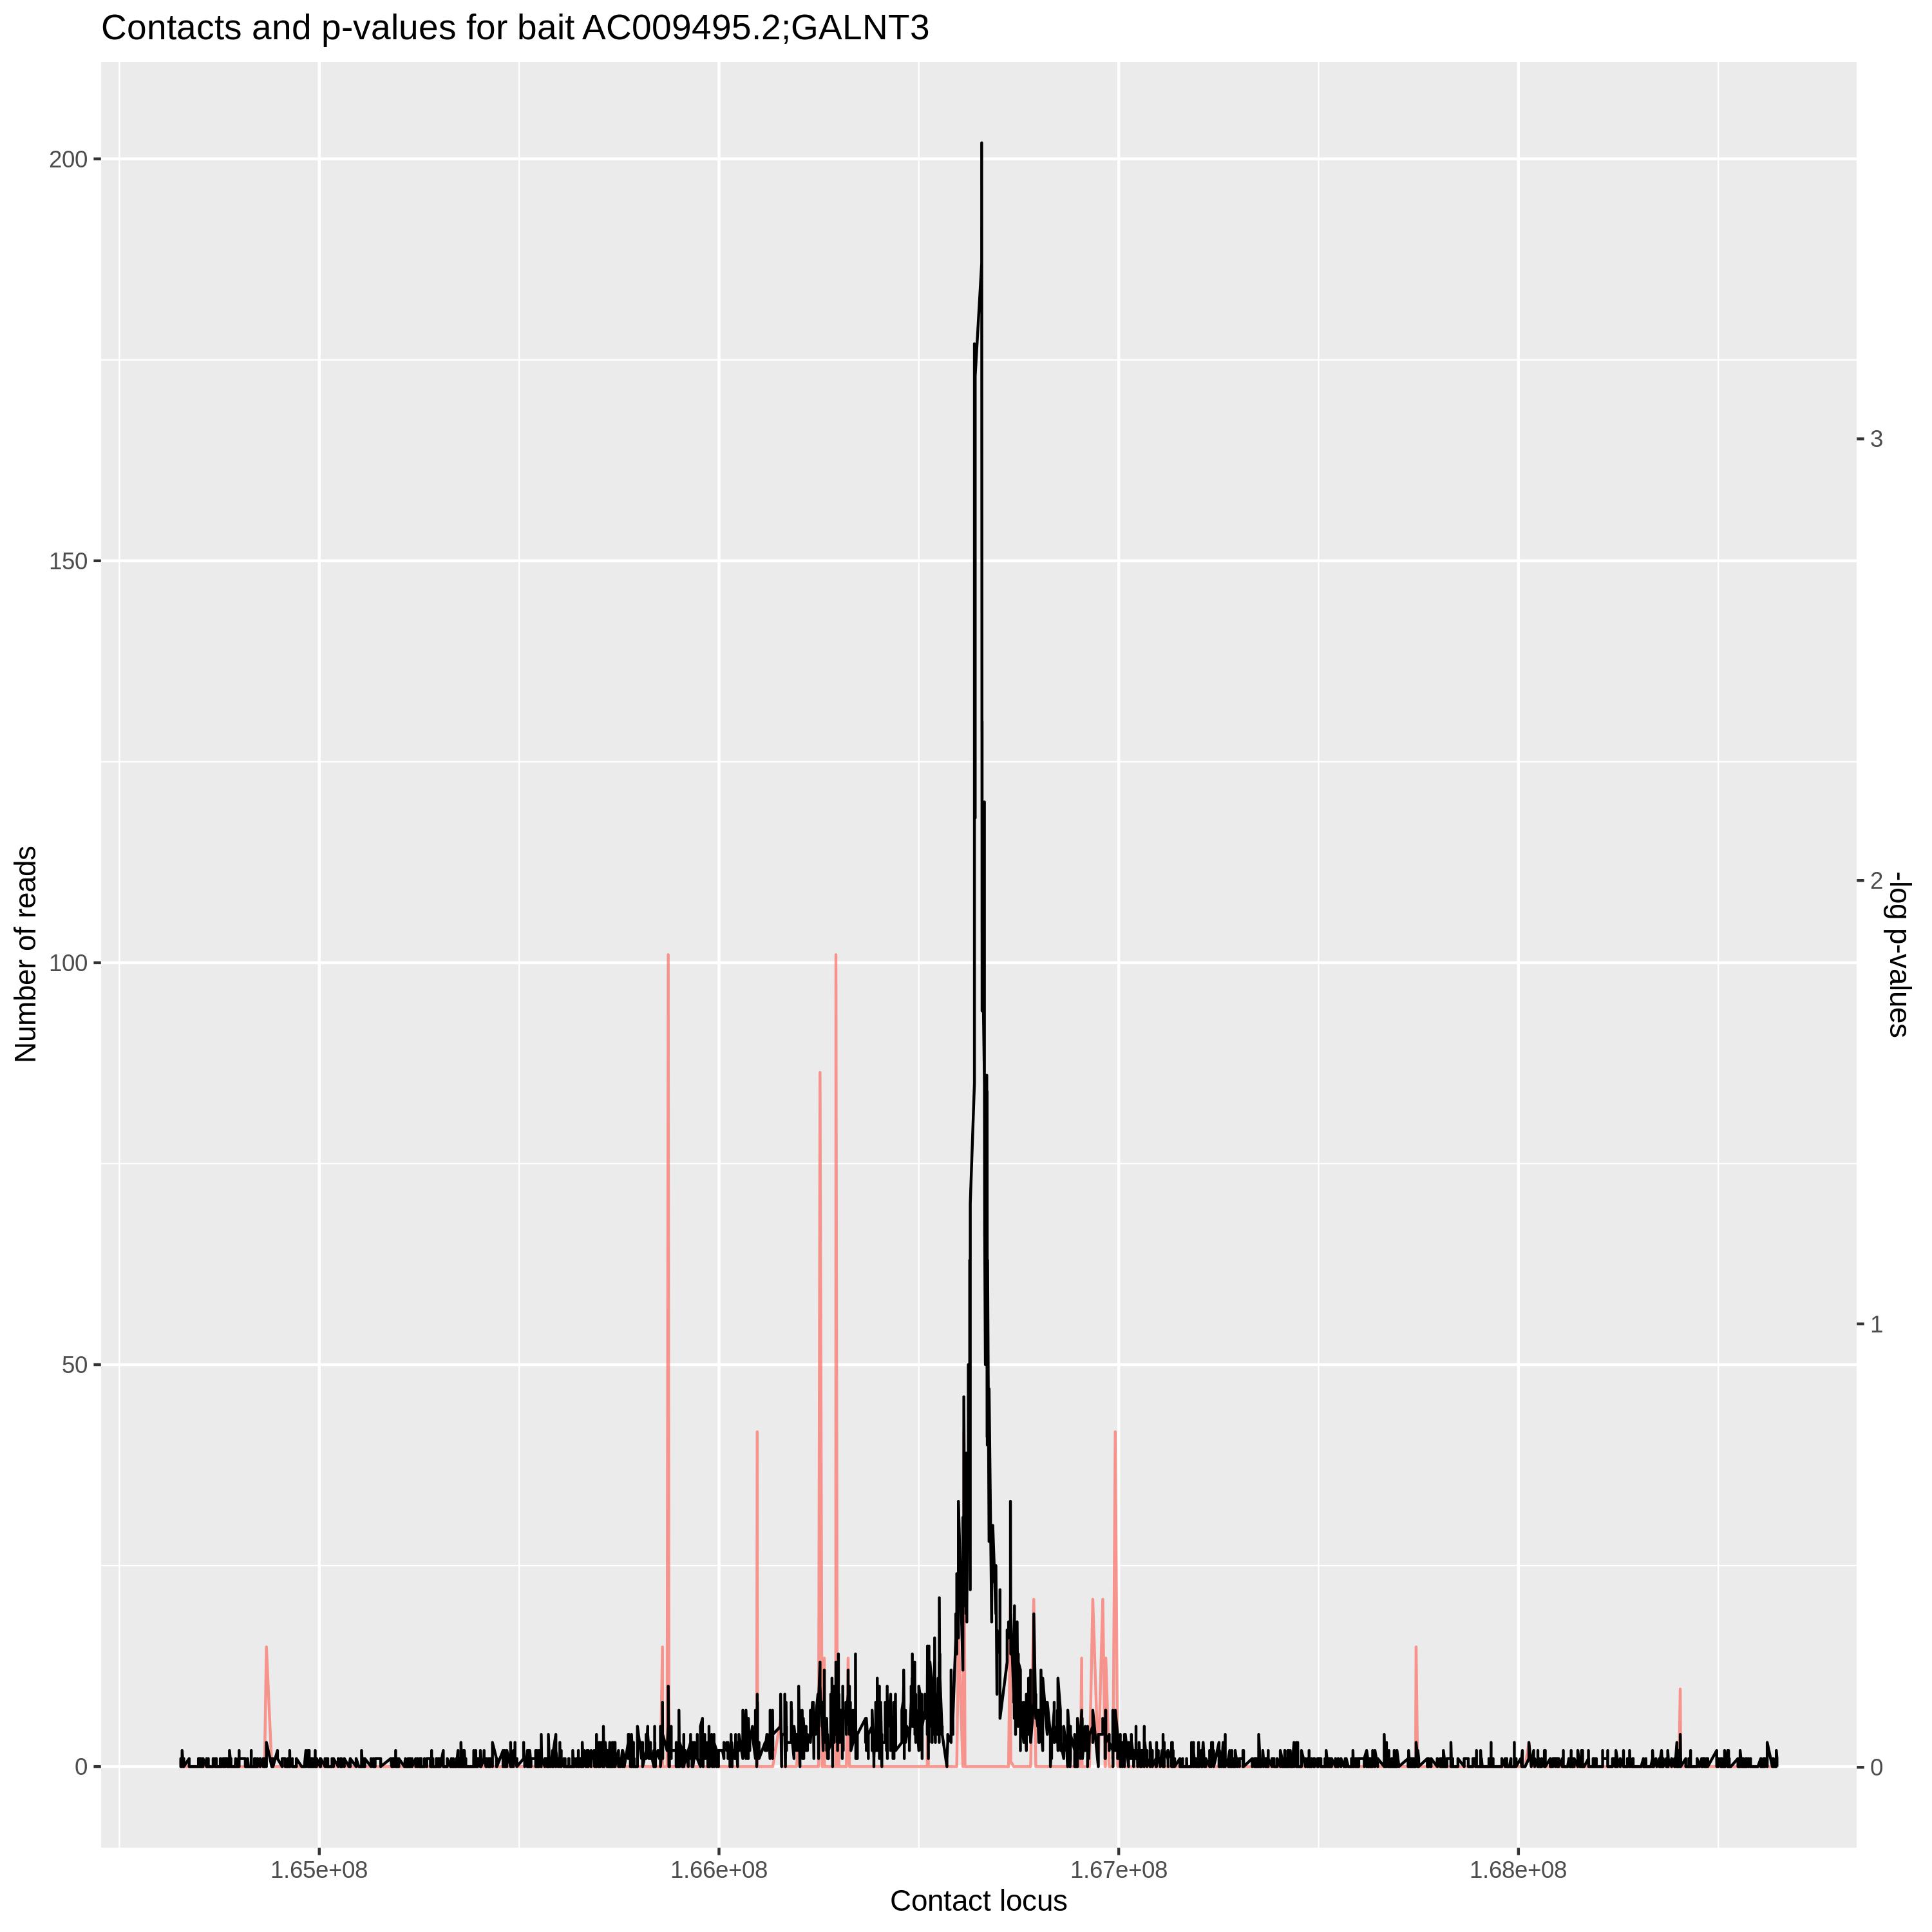 Contacts and p-values for bait AC009495.2;GALNT3
200
150
100
50
0
Number of reads
3
2
1
0
-log p-values
1.65e+08
1.66e+08
1.67e+08
1.68e+08
Contact locus